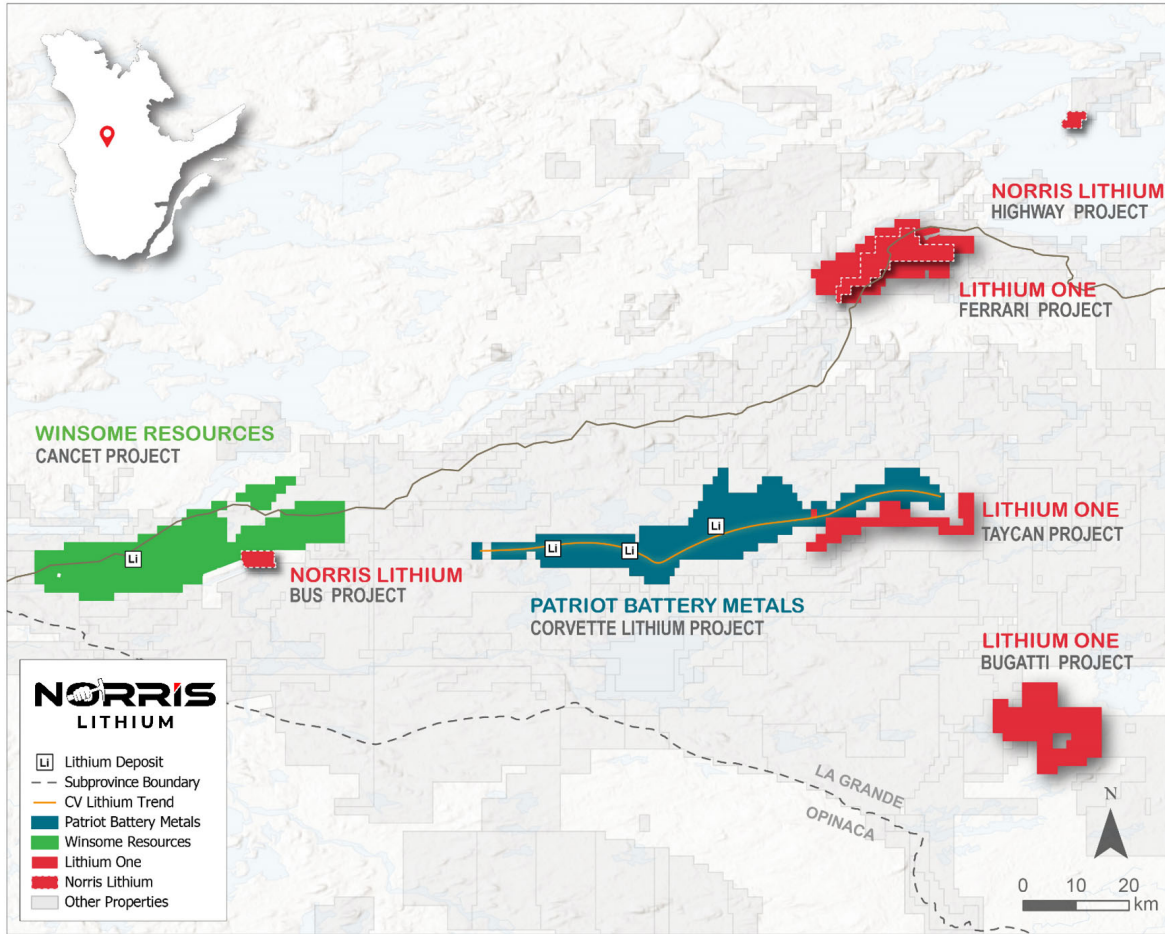 NORRIS LITHIUM
HIGHWAY PROJECT
LITHIUM ONE
FERRARI PROJECT
WINSOME RESOURCES
CANCET PROJECT
Li
NORRIS LITHIUM
BUS PROJECT
Li
Li
Li
PATRIOT BATTERY METALS
CORVETTE LITHIUM PROJECT
LITHIUM ONE
TAYCAN PROJECT
LITHIUM ONE
BUGATTI PROJECT
LA GRANDE
OPINACA
NORRIS
LITHIUM
Li Lithium Deposit
Subprovince Boundary
CV Lithium Trend
Patriot Battery Metals
Winsome Resources
Lithium One
Norris Lithium
Other Properties
N
0 10 20
km